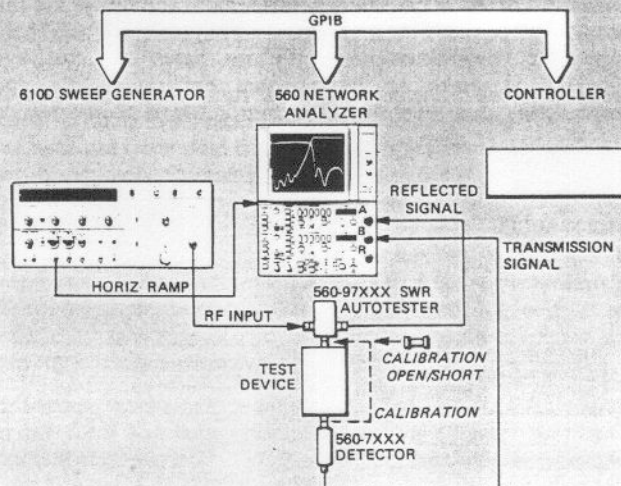 GPIB
610D SWEEP GENERATOR
560 NETWORK
ANALYZER
CONTROLLER
A
B
R
REFLECTED
SIGNAL
TRANSMISSION
SIGNAL
HORIZ RAMP
560-97XXX SWR
AUTOTESTER
RF INPUT
TEST
DEVICE
CALIBRATION
OPEN/SHORT
CALIBRATION
560-7XXX
DETECTOR